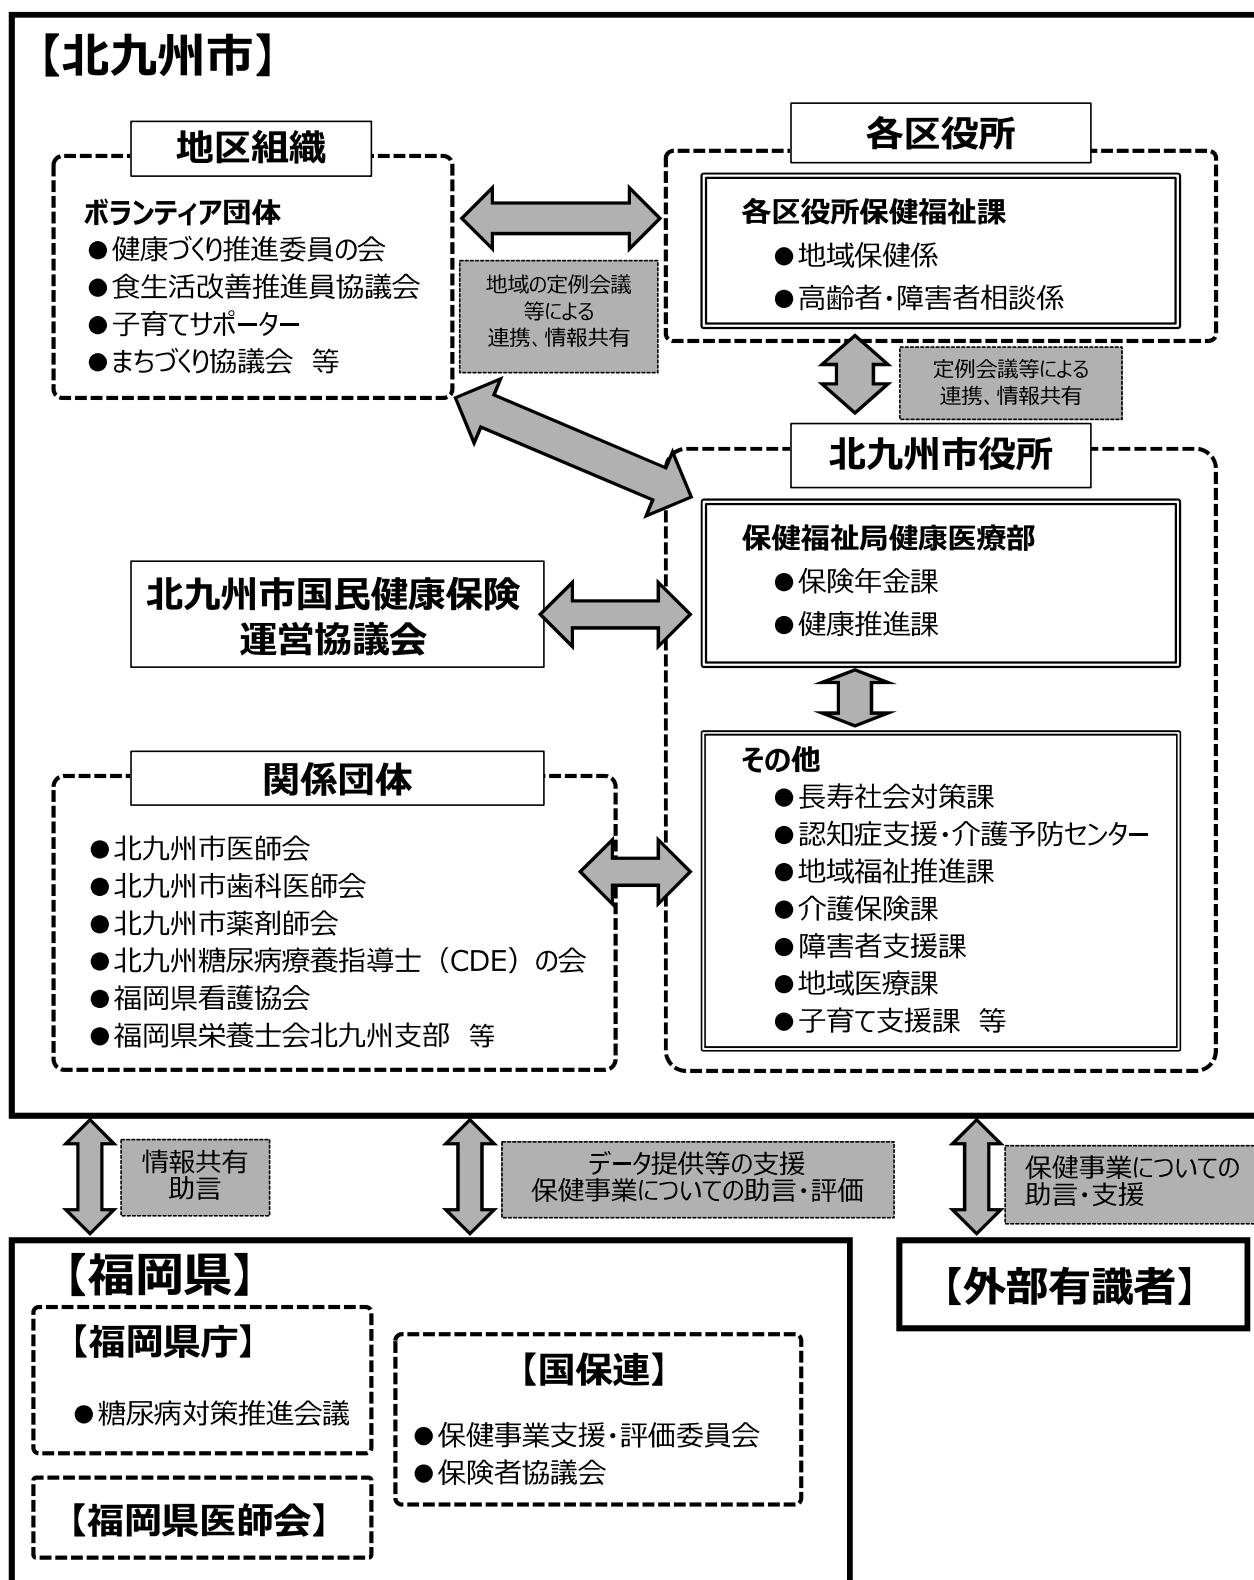 【北九州市】
地区組織
ボランティア団体
●健康づくり推進委員の会
●食生活改善推進員協議会
●子育てサポーター
●まちづくり協議会 等
各区役所
各区役所保健福祉課
●地域保健係
●高齢者・障害者相談係
地域の定例会議
等による
連携、情報共有
定例会議等による
連携、情報共有
北九州市役所
保健福祉局健康医療部
●保険年金課
●健康推進課
北九州市国民健康保険
運営協議会
その他
●長寿社会対策課
●認知症支援・介護予防センター
●地域福祉推進課
●介護保険課
●障害者支援課
●地域医療課
●子育て支援課 等
関係団体
●北九州市医師会
●北九州市歯科医師会
●北九州市薬剤師会
●北九州糖尿病療養指導士（CDE）の会
●福岡県看護協会
●福岡県栄養士会北九州支部 等
情報共有
助言
データ提供等の支援
保健事業についての助言・評価
保健事業についての
助言・支援
【福岡県】
【福岡県庁】
●糖尿病対策推進会議
【福岡県医師会】
【国保連】
●保健事業支援・評価委員会
●保険者協議会
【外部有識者】